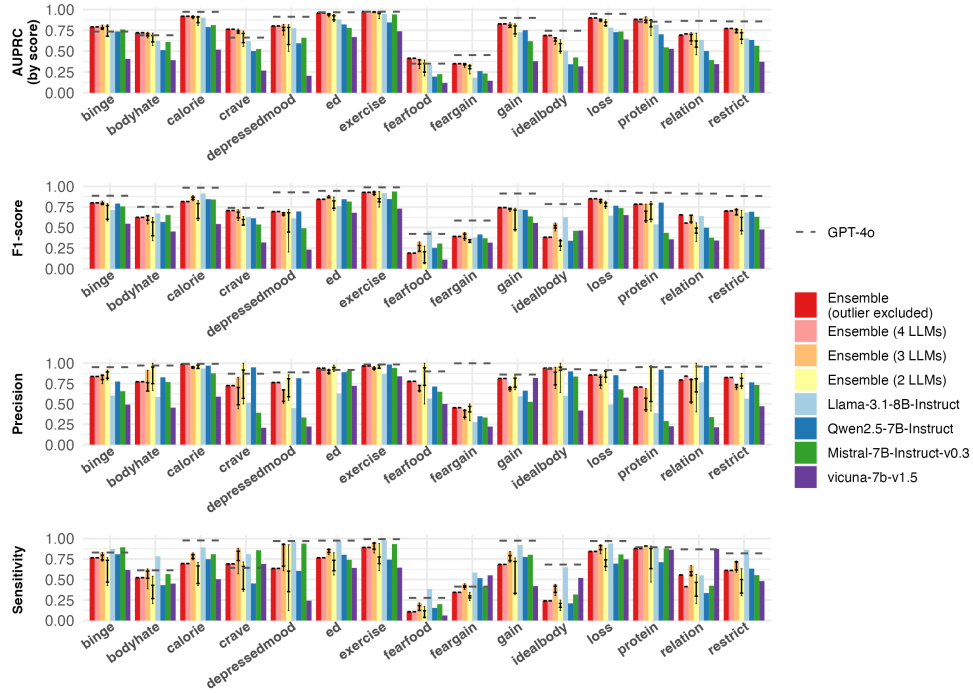 AUPRC
(by score)
1.00
0.75
0.50
0.25
0.00
binge
bodyhate
calorie
crave
depressedmood
ed
exercise
fearfood
feargain
gain
idealbody
loss
protein
relation
restrict
F1-score
1.00
0.75
0.50
0.25
0.00
binge
bodyhate
calorie
crave
depressedmood
ed
exercise
fearfood
feargain
gain
idealbody
loss
protein
relation
restrict
Precision
1.00
0.75
0.50
0.25
0.00
binge
bodyhate
calorie
crave
depressedmood
ed
exercise
fearfood
feargain
gain
idealbody
loss
protein
relation
restrict
Sensitivity
1.00
0.75
0.50
0.25
0.00
binge
bodyhate
calorie
crave
depressedmood
ed
exercise
fearfood
feargain
gain
idealbody
loss
protein
relation
restrict
GPT-4o
Ensemble
(outlier excluded)
Ensemble (4 LLMs)
Ensemble (3 LLMs)
Ensemble (2 LLMs)
Llama-3.1-8B-Instruct
Qwen2.5-7B-Instruct
Mistral-7B-Instruct-v0.3
vicuna-7b-v1.5